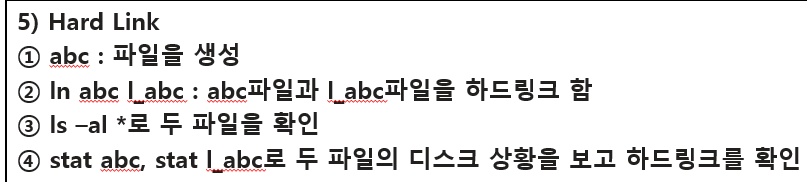 5) Hard Link
① abc : 파일을 생성
② ln abc l_abc : abc파일과 l_abc파일을 하드링크 함
③ ls –al *로 두 파일을 확인
④ stat abc, stat l_abc로 두 파일의 디스크 상황을 보고 하드링크를 확인